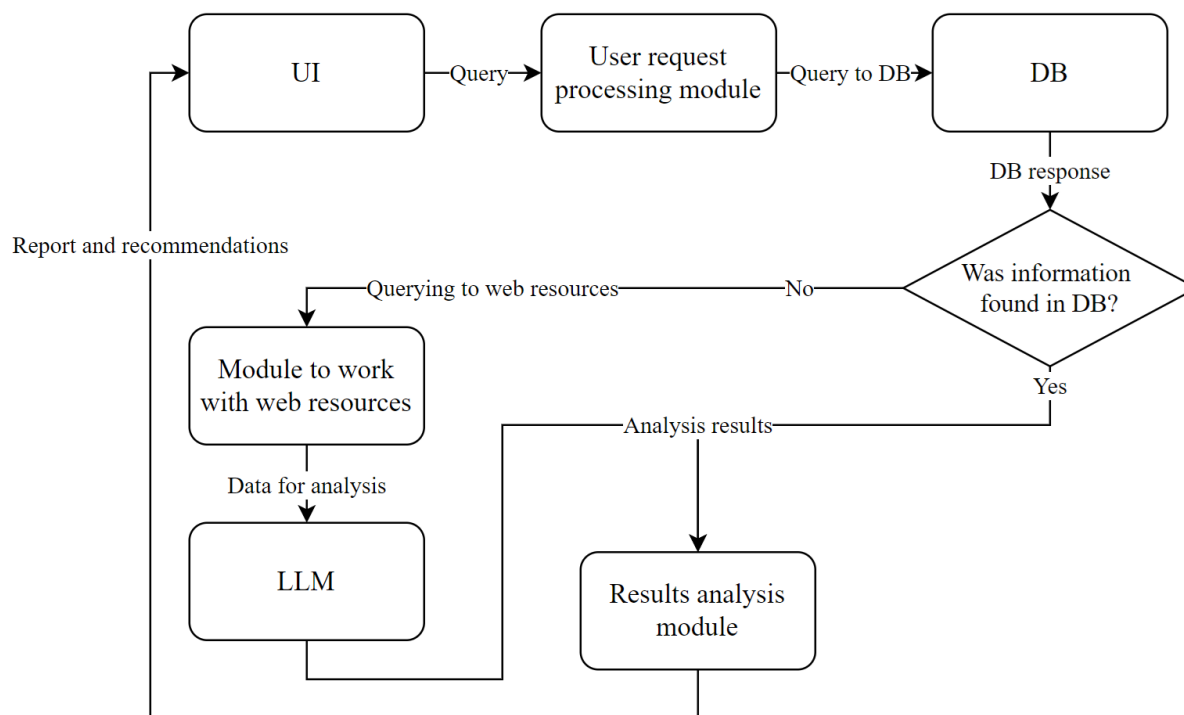 UI
Query
User request
processing module
Query to DB
DB
DB response
Report and recommendations
Was information
found in DB?
Querying to web resources
No
Module to work
with web resources
Yes
Analysis results
Data for analysis
LLM
Results analysis
module